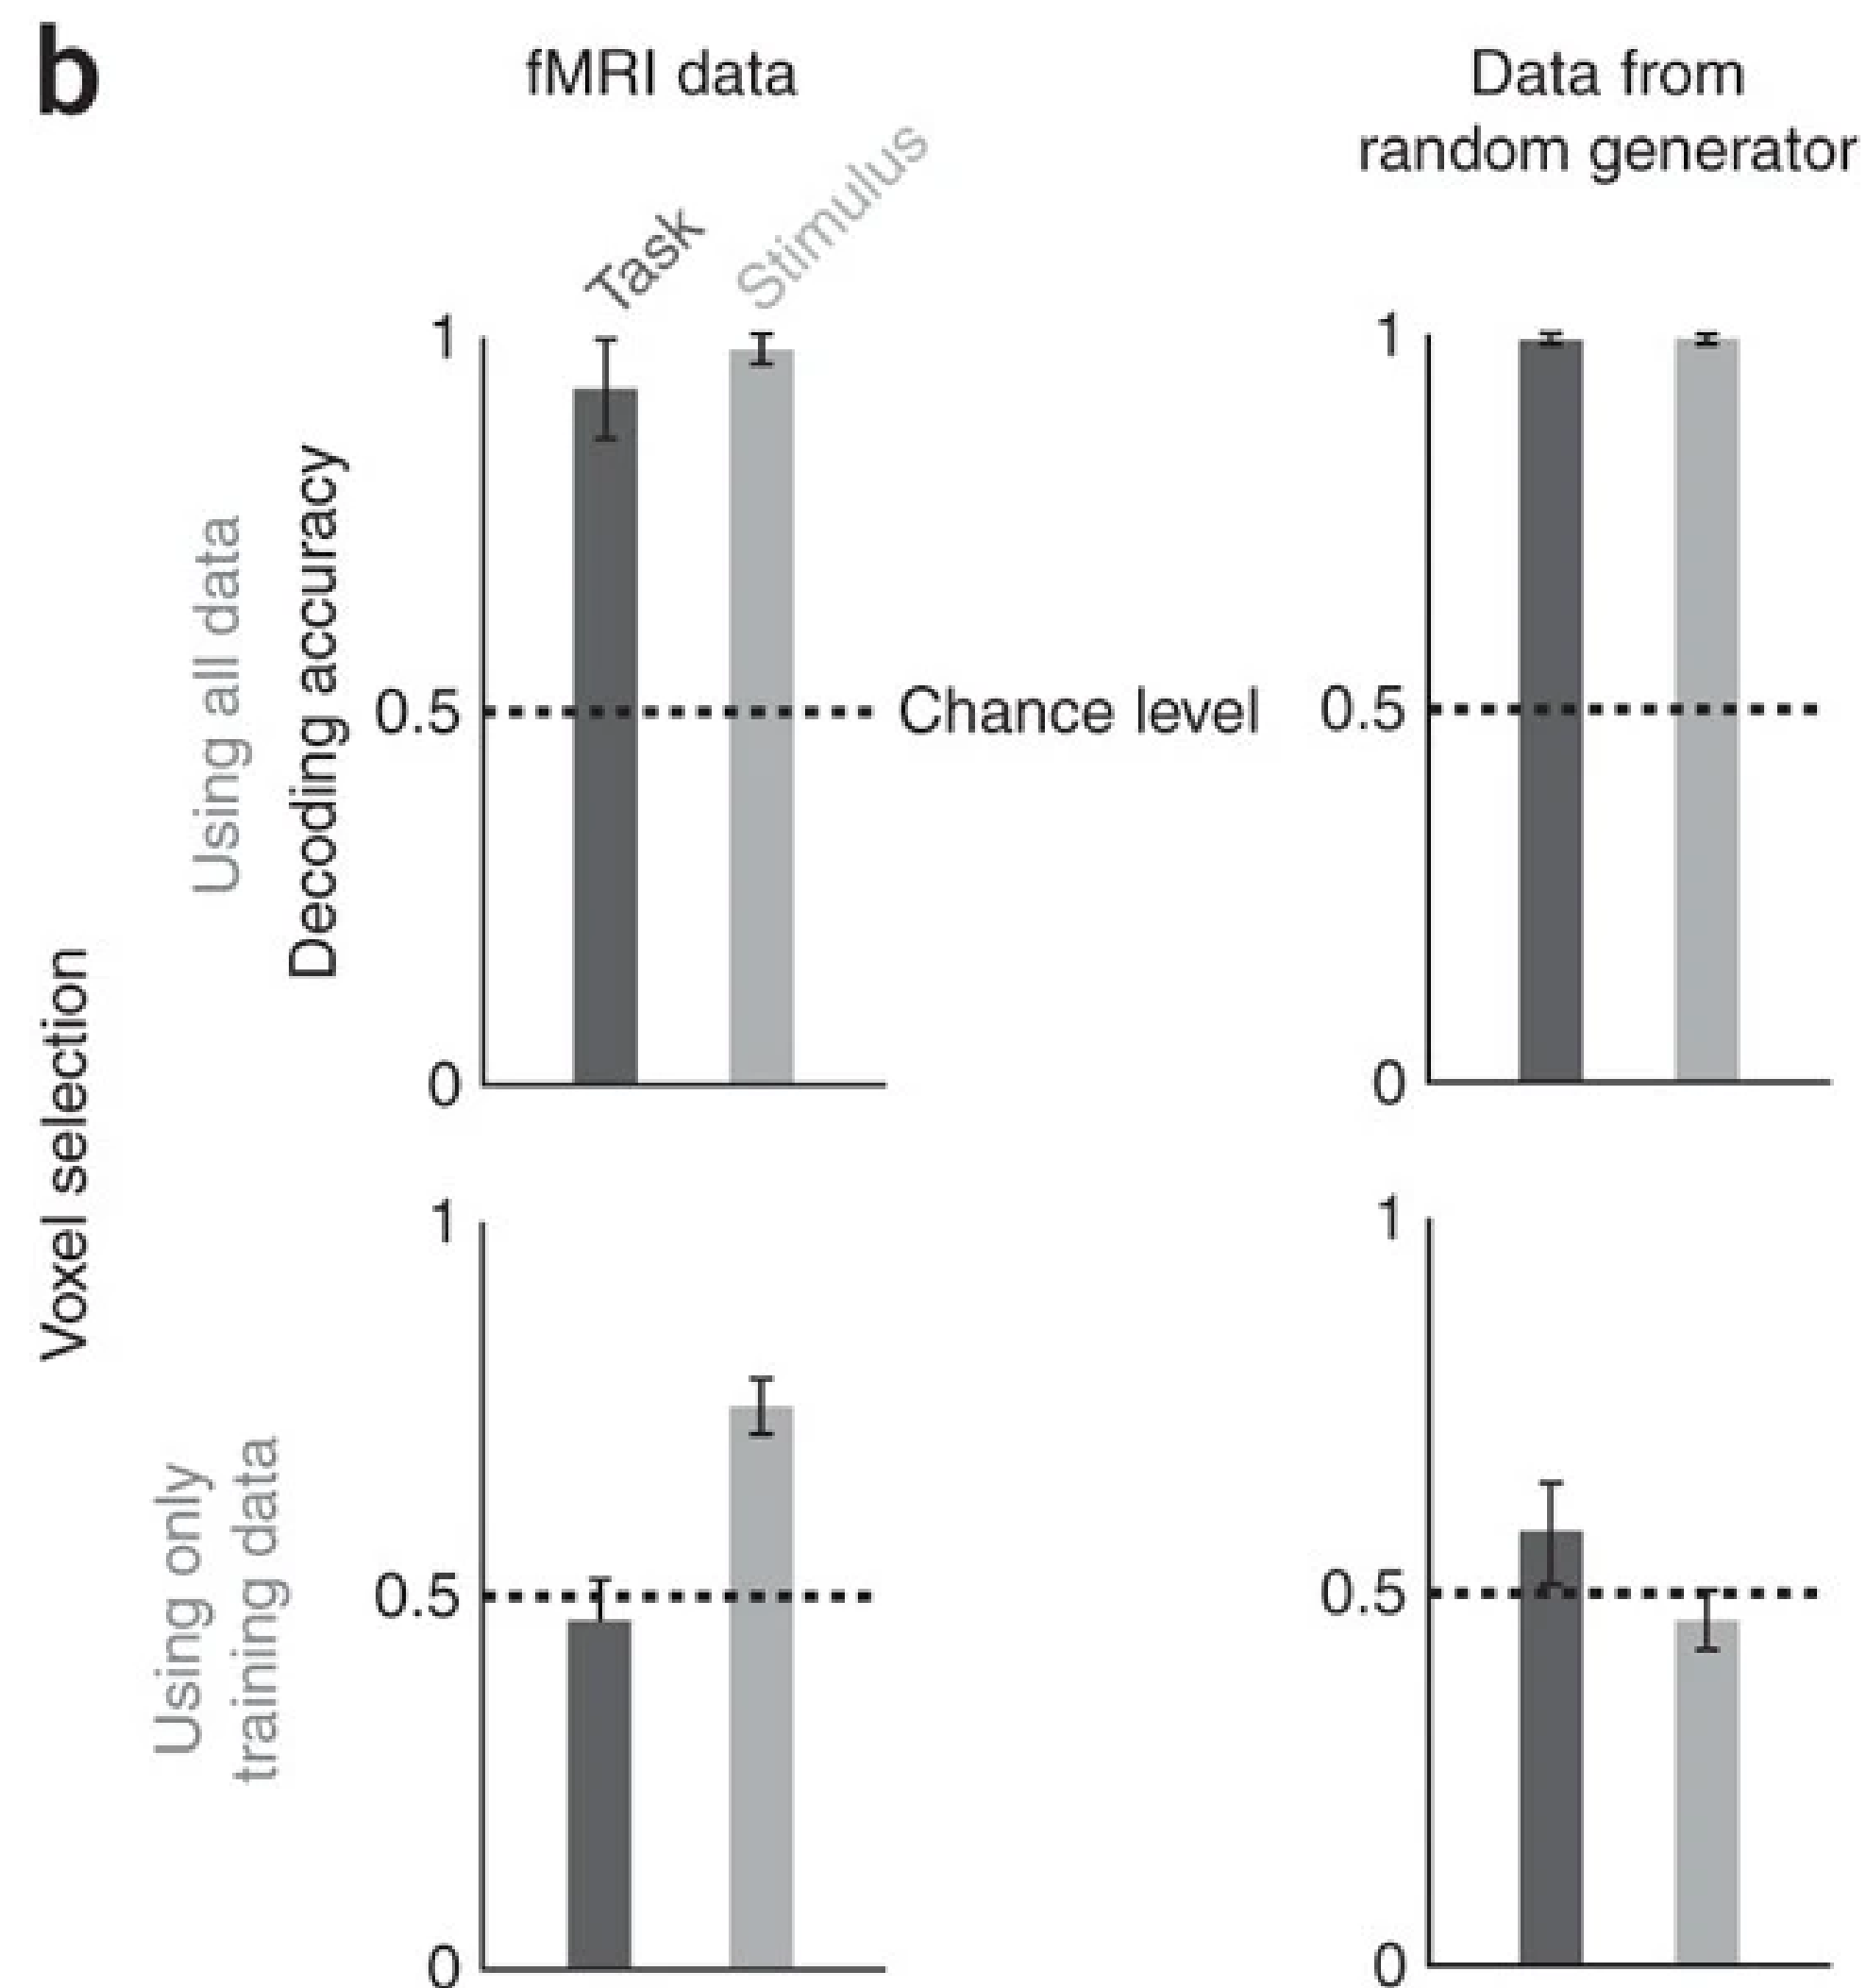 b
fMRI data
Data from
random generator
Task
Stimulus
Voxel selection
Using all data
Decoding accuracy
1
0.5
0
Chance level
1
0.5
0
Using only
training data
1
0.5
0
1
0.5
0